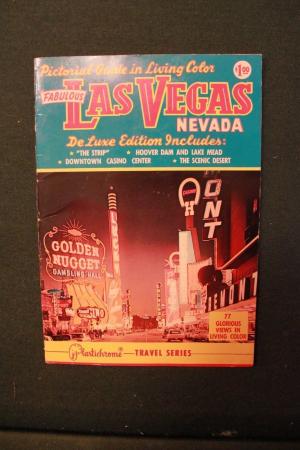 Pictorial Guide in Living Color
$1.00
FABULOUS
LAS VEGAS
NEVADA
De Luxe Edition Includes:
★ "THE STRIP" ★ HOOVER DAM AND LAKE MEAD
★ DOWNTOWN CASINO CENTER ★ THE SCENIC DESERT
GOLDEN
NUGGET
GAMBLING HALL
CASINO
ONT
77
GLORIOUS
VIEWS IN
LIVING COLOR
Plastichrome TRAVEL SERIES